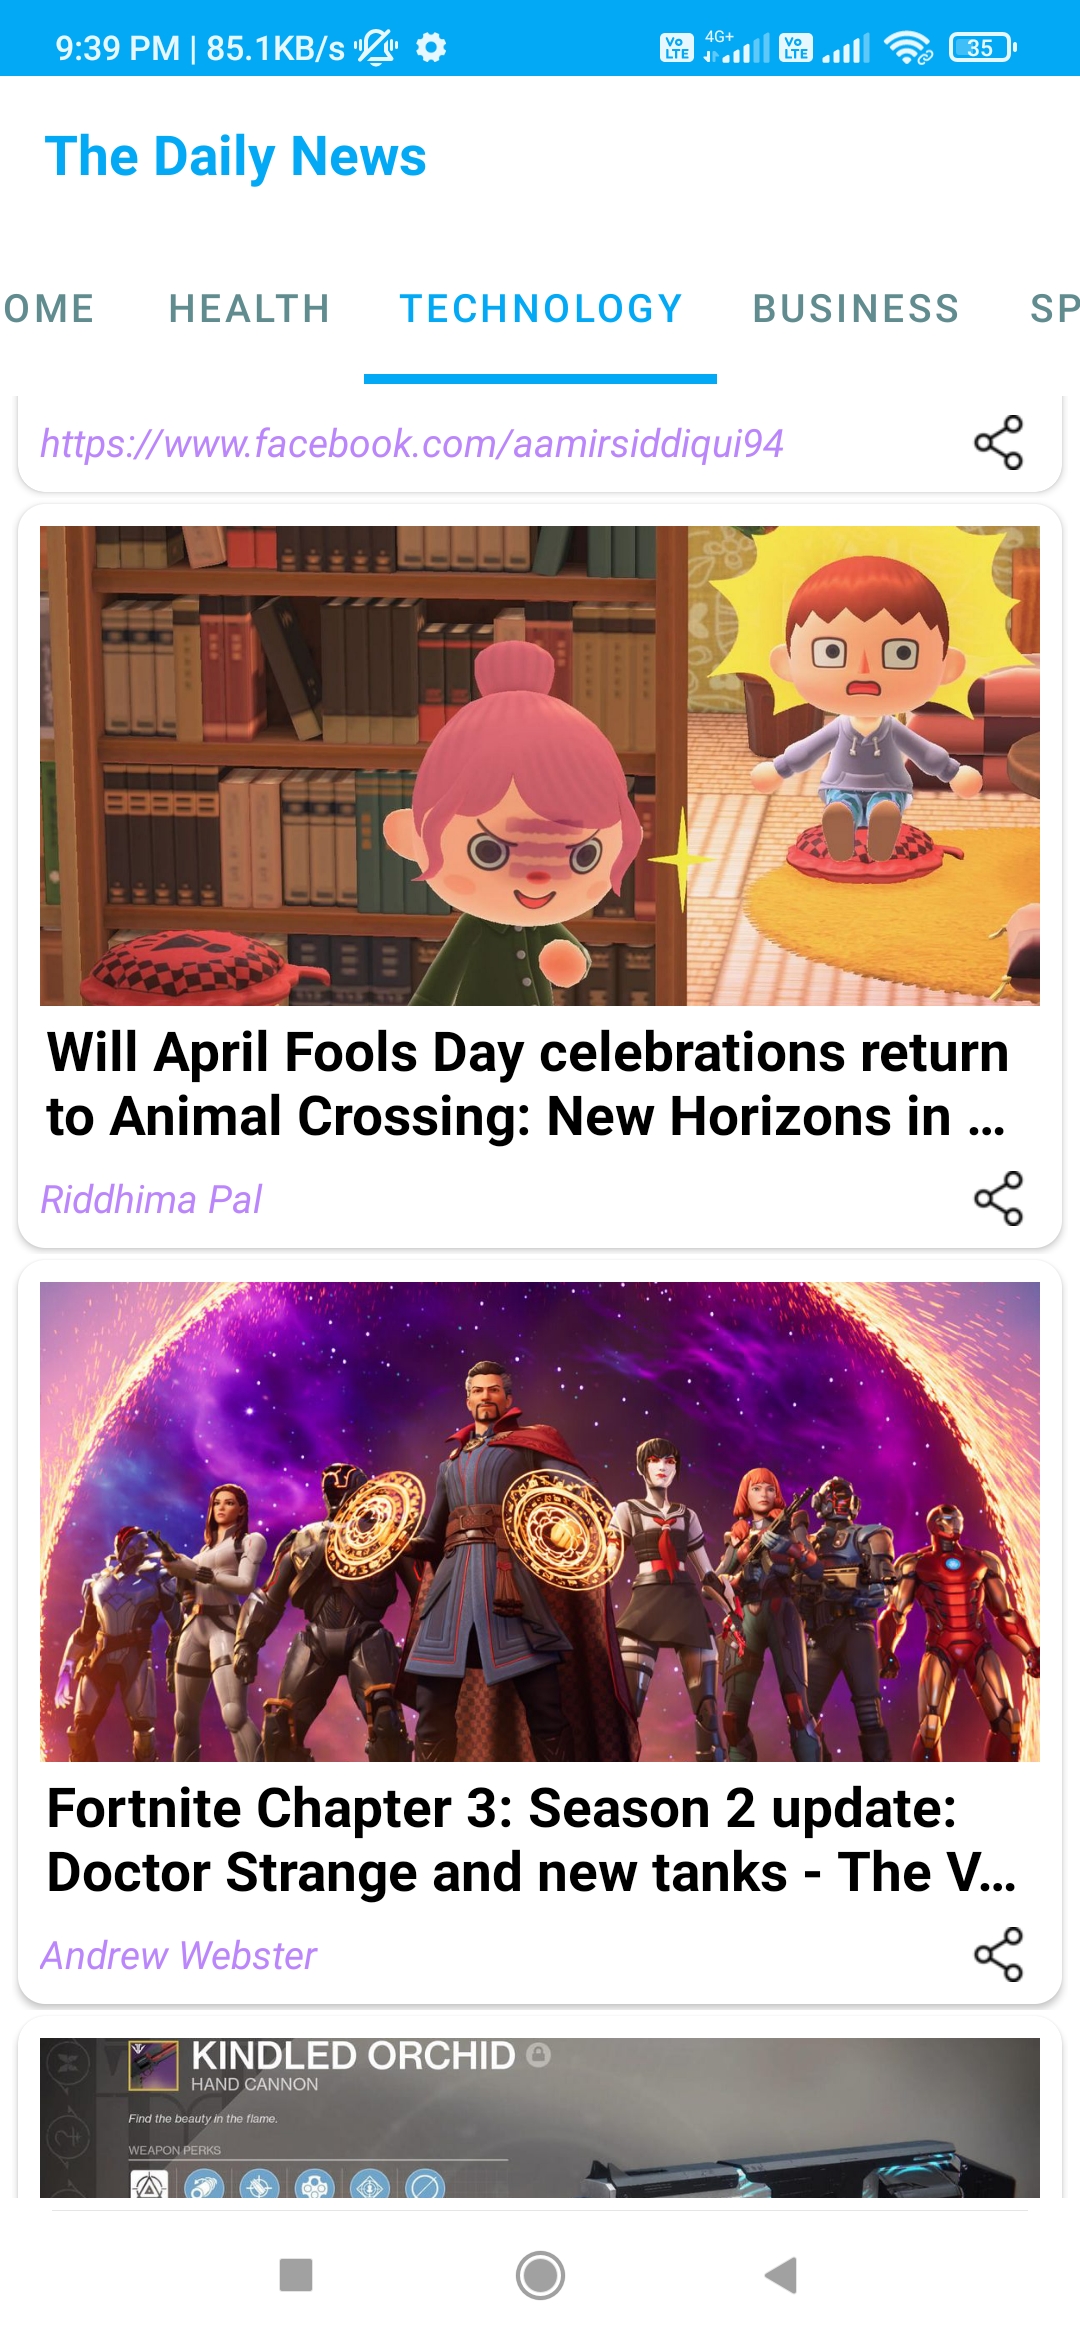 9:39 PM | 85.1KB/s
Vo LTE 4G+ Vo LTE 35
The Daily News
OME HEALTH TECHNOLOGY BUSINESS SP
https://www.facebook.com/aamirsiddiqui94
Will April Fools Day celebrations return
to Animal Crossing: New Horizons in ...
Riddhima Pal
Fortnite Chapter 3: Season 2 update:
Doctor Strange and new tanks - The V...
Andrew Webster
KINDLED ORCHID
HAND CANNON
Find the beauty in the flame.
WEAPON PERKS